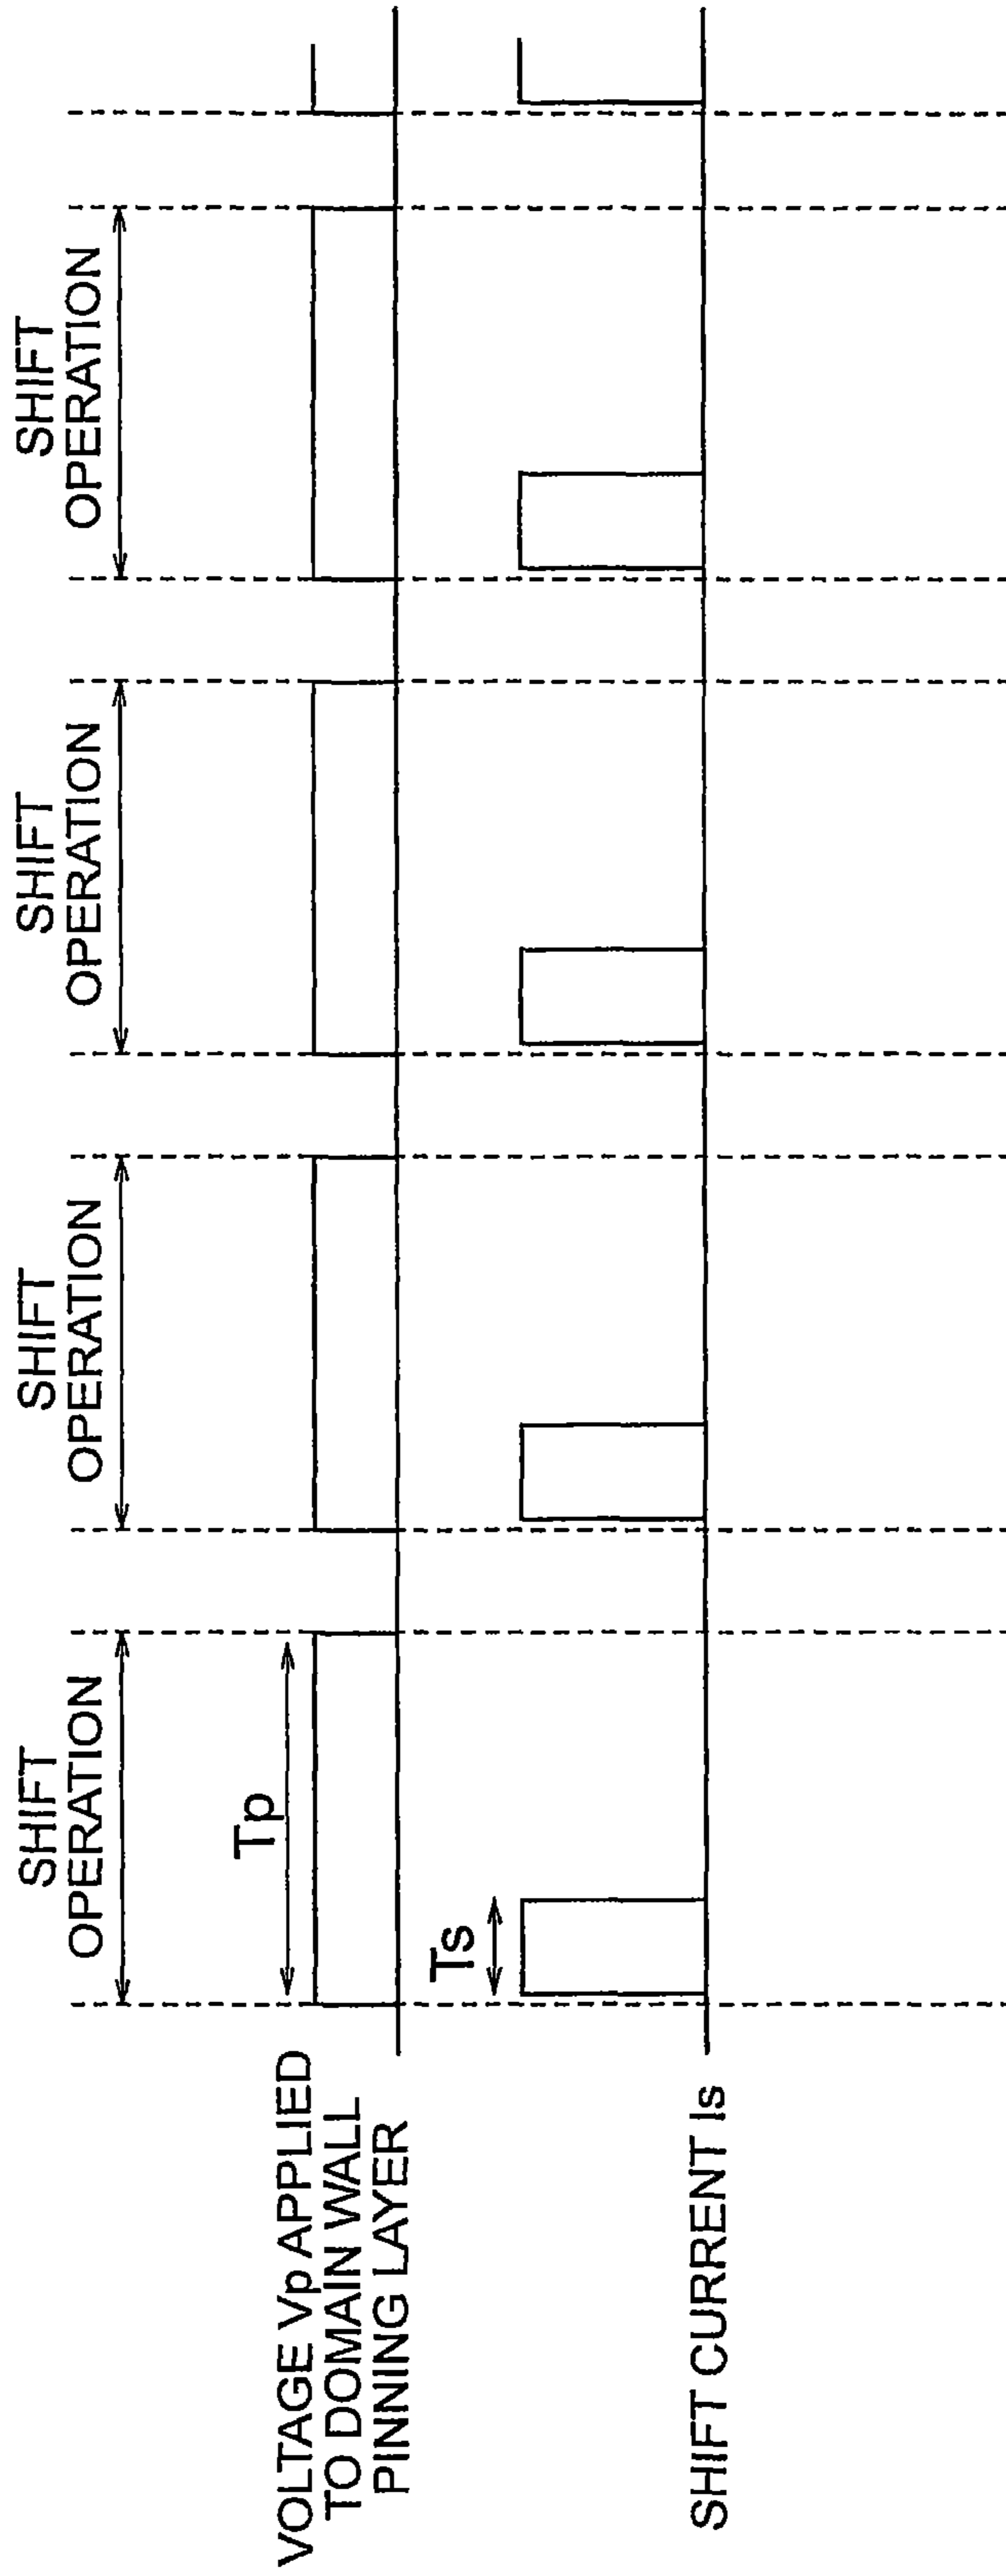 SHIFT
OPERATION
SHIFT
OPERATION
SHIFT
OPERATION
SHIFT
OPERATION
Tp
VOLTAGE Vp APPLIED
TO DOMAIN WALL
PINNING LAYER
Ts
SHIFT CURRENT Is